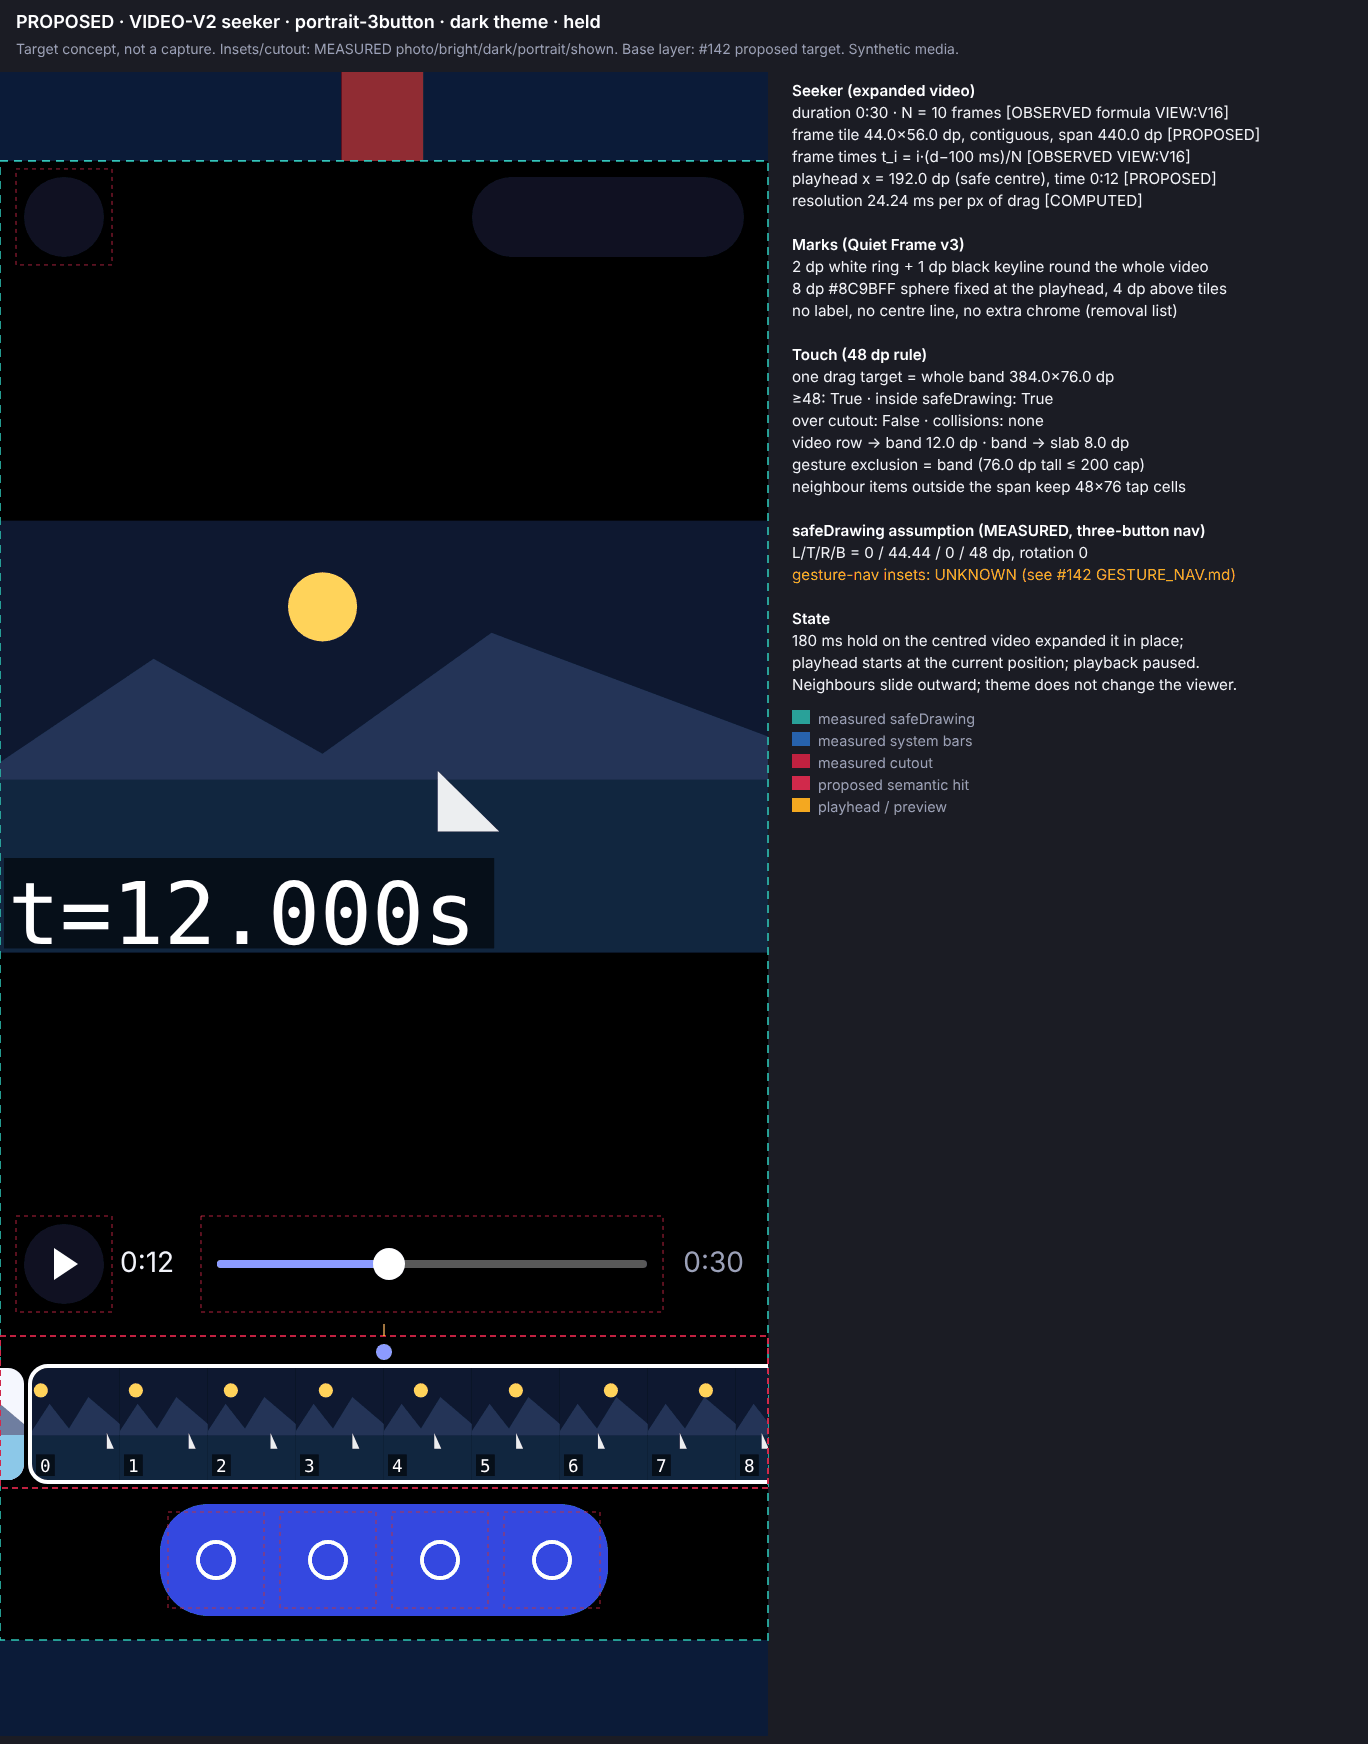 PROPOSED · VIDEO-V2 seeker · portrait-3button · dark theme · held
Target concept, not a capture. Insets/cutout: MEASURED photo/bright/dark/portrait/shown. Base layer: #142 proposed target. Synthetic media.
Seeker (expanded video)
duration 0:30 · N = 10 frames [OBSERVED formula VIEW:V16]
frame tile 44.0×56.0 dp, contiguous, span 440.0 dp [PROPOSED]
frame times t_i = i·(d−100 ms)/N [OBSERVED VIEW:V16]
playhead x = 192.0 dp (safe centre), time 0:12 [PROPOSED]
resolution 24.24 ms per px of drag [COMPUTED]
Marks (Quiet Frame v3)
2 dp white ring + 1 dp black keyline round the whole video
8 dp #8C9BFF sphere fixed at the playhead, 4 dp above tiles
no label, no centre line, no extra chrome (removal list)
Touch (48 dp rule)
one drag target = whole band 384.0×76.0 dp
≥48: True · inside safeDrawing: True
over cutout: False · collisions: none
video row → band 12.0 dp · band → slab 8.0 dp
gesture exclusion = band (76.0 dp tall ≤ 200 cap)
neighbour items outside the span keep 48×76 tap cells
safeDrawing assumption (MEASURED, three-button nav)
L/T/R/B = 0 / 44.44 / 0 / 48 dp, rotation 0
gesture-nav insets: UNKNOWN (see #142 GESTURE_NAV.md)
State
180 ms hold on the centred video expanded it in place;
playhead starts at the current position; playback paused.
Neighbours slide outward; theme does not change the viewer.
measured safeDrawing
measured system bars
measured cutout
proposed semantic hit
playhead / preview
t=12.000s
0:12 0:30
0 1 2 3 4 5 6 7 8